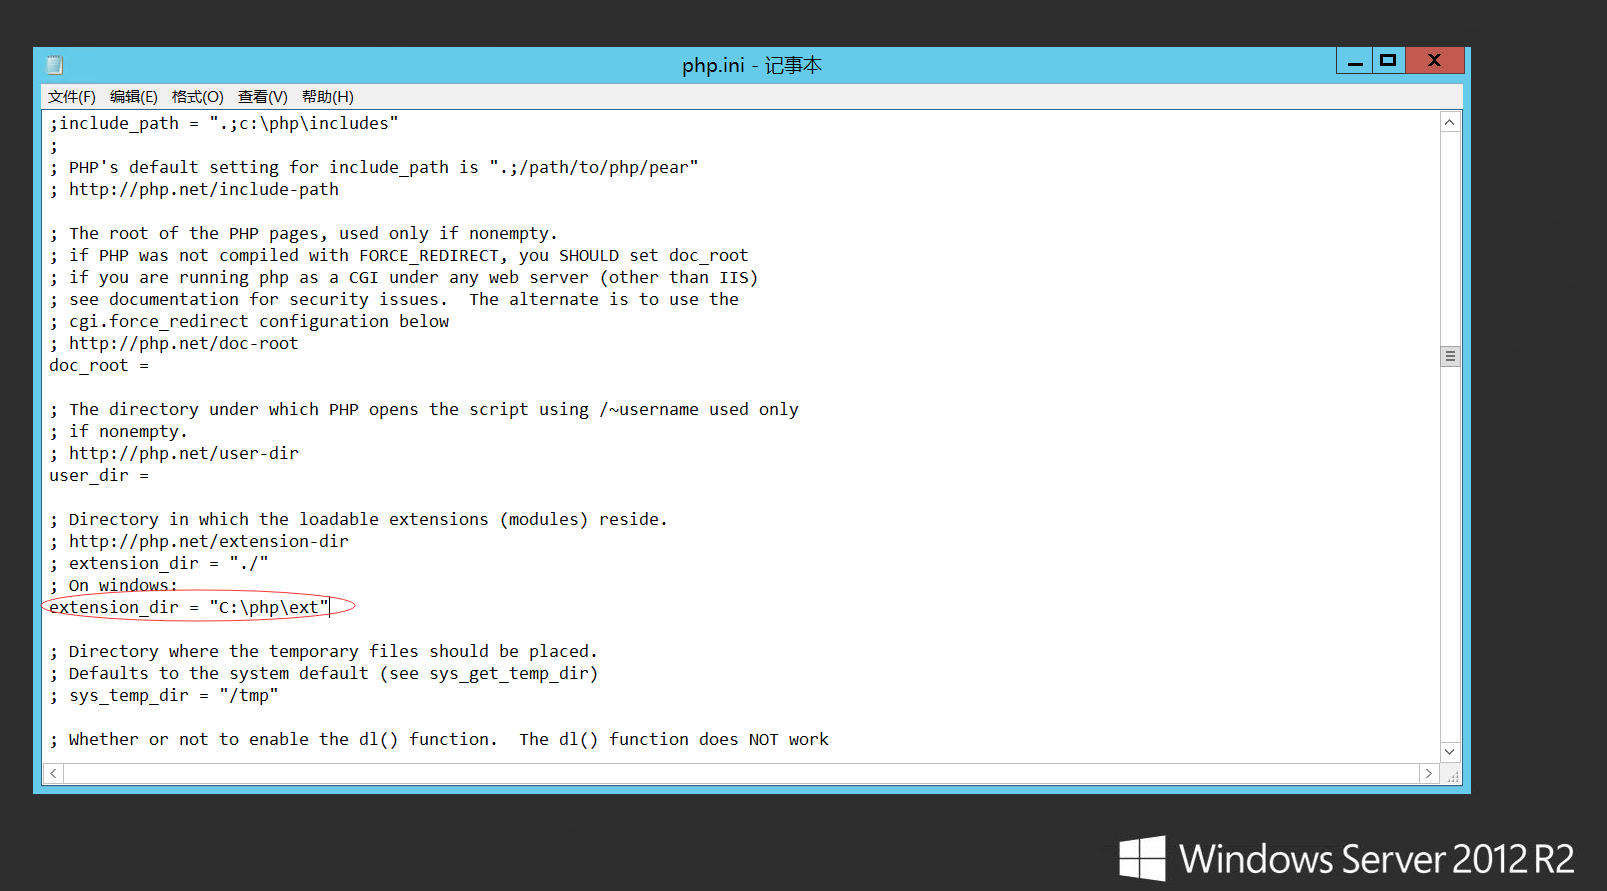 php.ini - 记事本
文件(F) 编辑(E) 格式(O) 查看(V) 帮助(H)
;include_path = ".;c:\php\includes"
;
; PHP's default setting for include_path is ".;/path/to/php/pear"
; http://php.net/include-path
; The root of the PHP pages, used only if nonempty.
; if PHP was not compiled with FORCE_REDIRECT, you SHOULD set doc_root
; if you are running php as a CGI under any web server (other than IIS)
; see documentation for security issues.  The alternate is to use the
; cgi.force_redirect configuration below
; http://php.net/doc-root
doc_root =
; The directory under which PHP opens the script using /~username used only
; if nonempty.
; http://php.net/user-dir
user_dir =
; Directory in which the loadable extensions (modules) reside.
; http://php.net/extension-dir
; extension_dir = "./"
; On windows:
extension_dir = "C:\php\ext"
; Directory where the temporary files should be placed.
; Defaults to the system default (see sys_get_temp_dir)
; sys_temp_dir = "/tmp"
; Whether or not to enable the dl() function.  The dl() function does NOT work
Windows Server 2012 R2